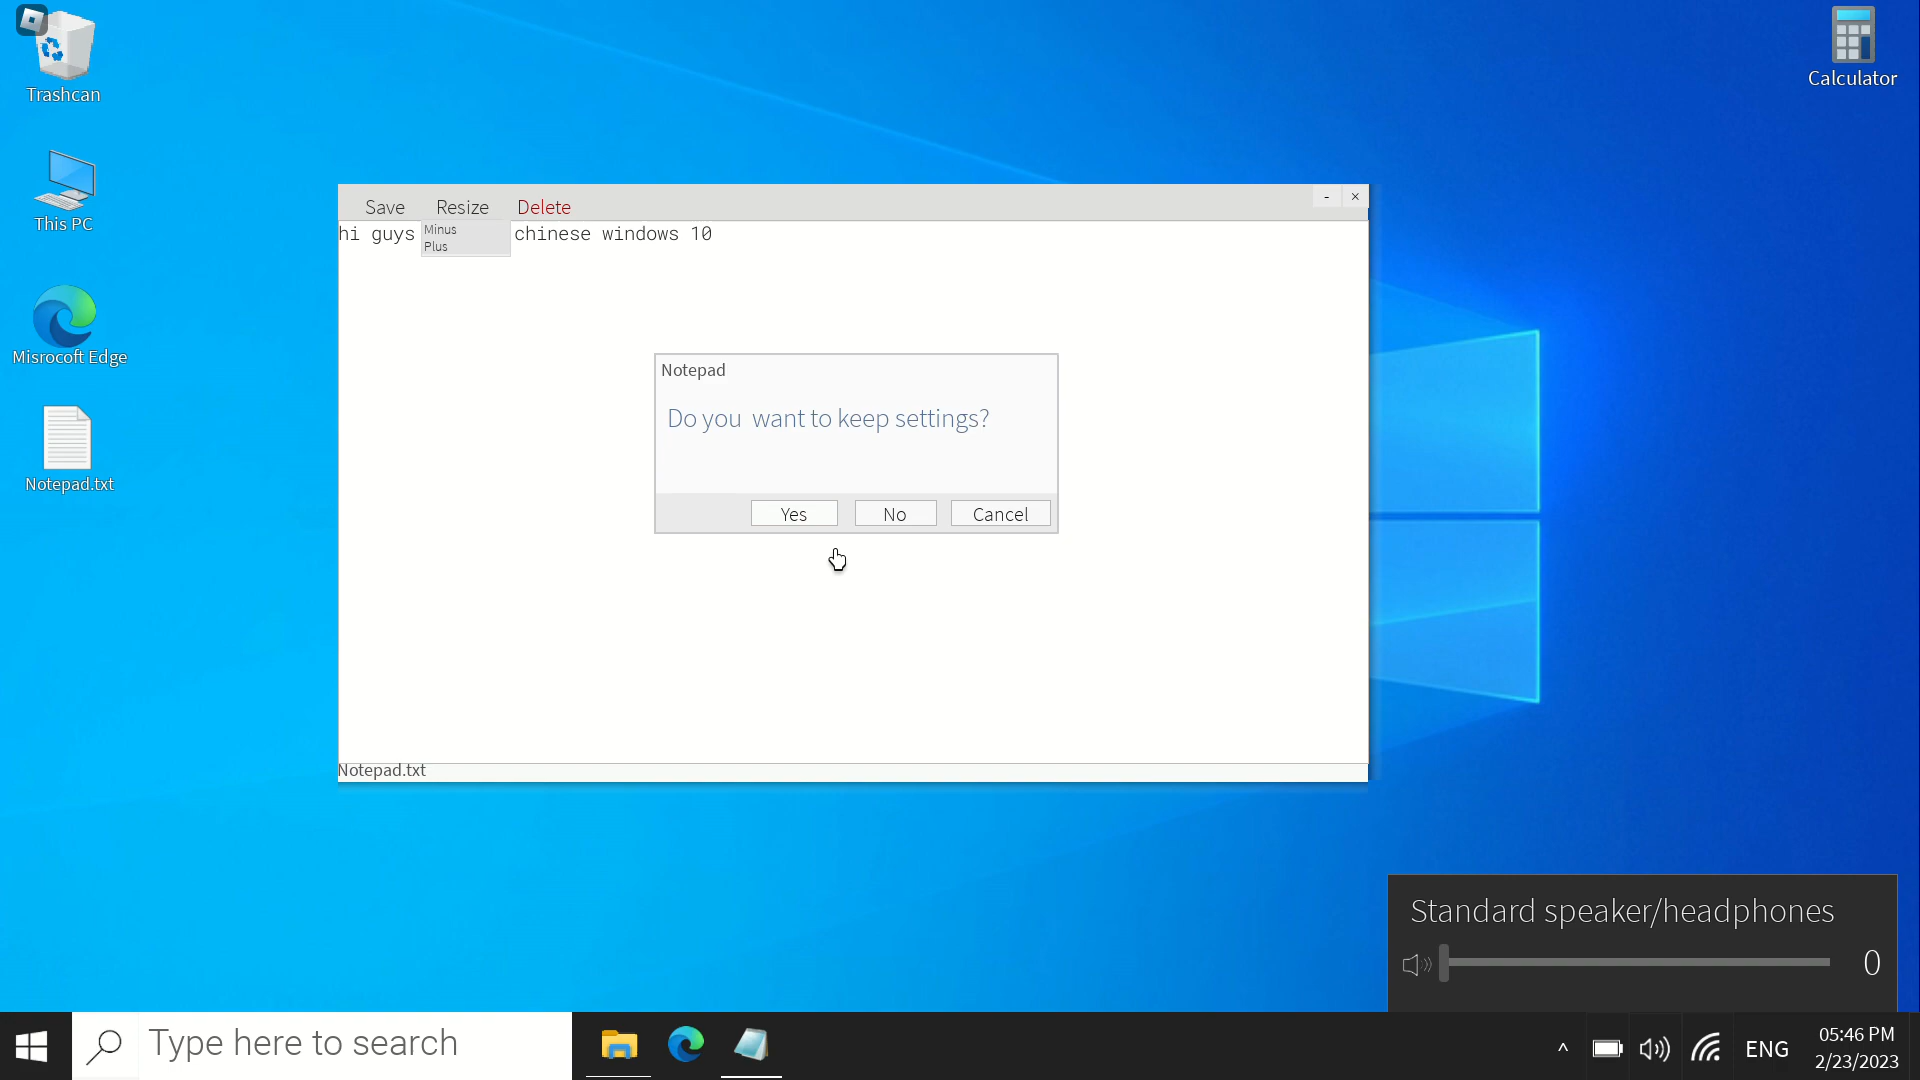 Trashcan
Calculator
This PC
Misrocoft Edge
Notepad.txt
Save Resize Delete - ×
hi guys
Minus
Plus
chinese windows 10
Notepad
Do you want to keep settings?
Yes No Cancel
Notepad.txt
Standard speaker/headphones
0
Type here to search
ENG
05:46 PM
2/23/2023